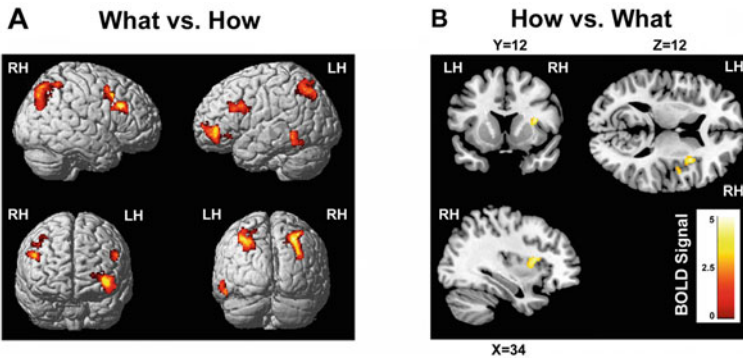 A What vs. How
RH LH
RH LH LH RH
B How vs. What
Y=12 Z=12
LH RH LH
RH
RH
5
2.5
0
BOLD Signal
X=34